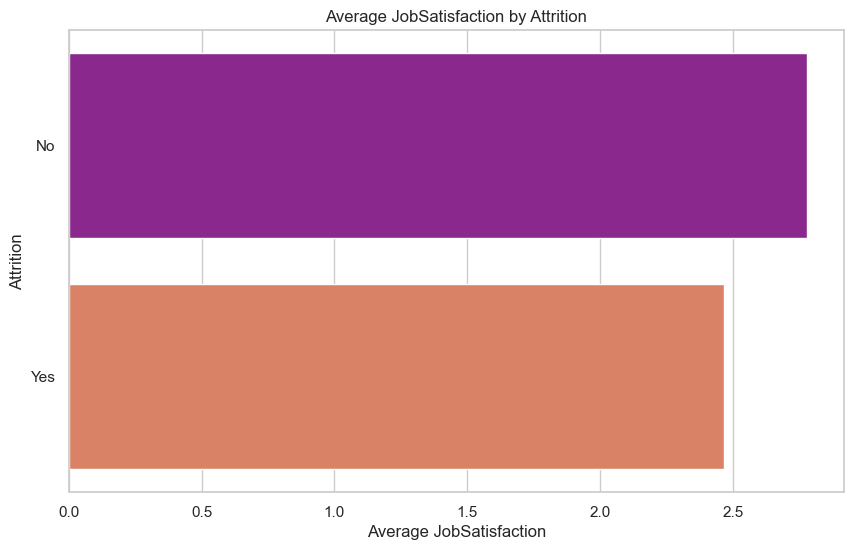 Average JobSatisfaction by Attrition
No
Yes
Attrition
0.0 0.5 1.0 1.5 2.0 2.5
Average JobSatisfaction